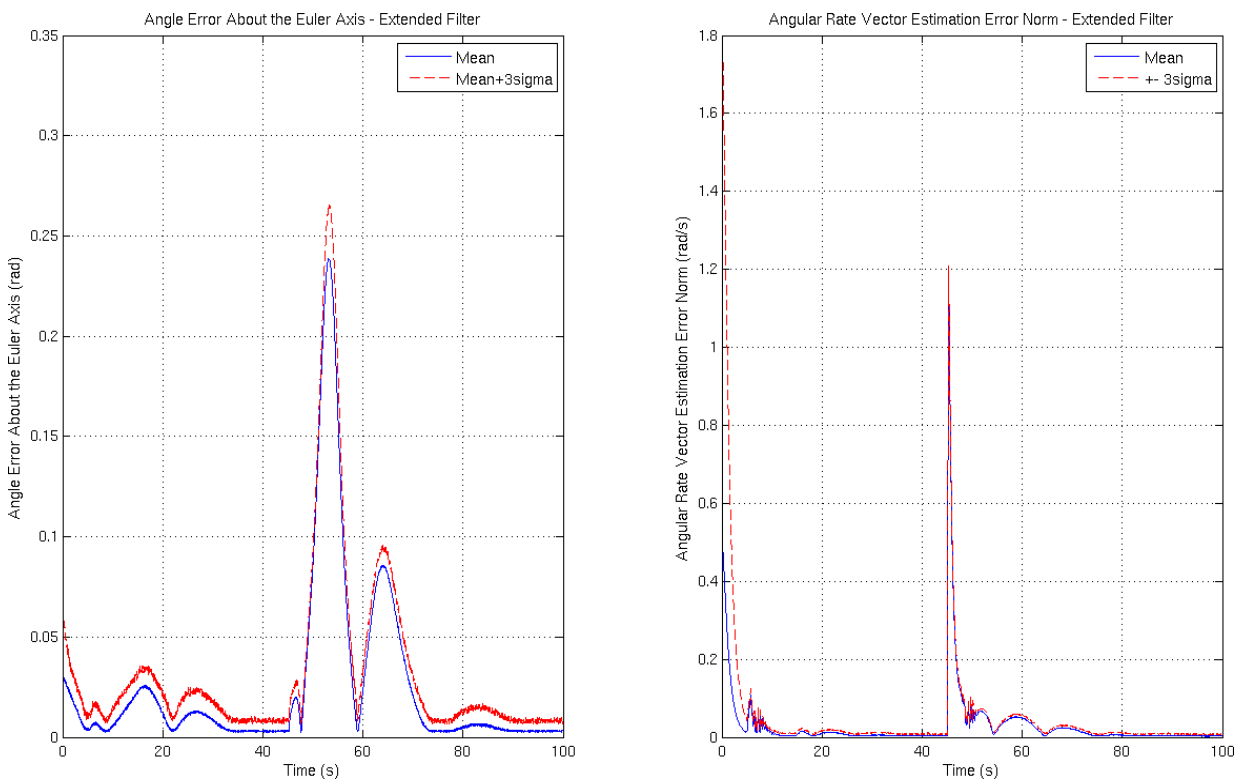 Angle Error About the Euler Axis - Extended Filter
0.35
0.3
0.25
0.2
0.15
0.1
0.05
0
Angle Error About the Euler Axis (rad)
Mean
Mean+3sigma
0 20 40 60 80 100
Time (s)
Angular Rate Vector Estimation Error Norm - Extended Filter
1.8
1.6
1.4
1.2
1
0.8
0.6
0.4
0.2
0
Angular Rate Vector Estimation Error Norm (rad/s)
Mean
+- 3sigma
0 20 40 60 80 100
Time (s)